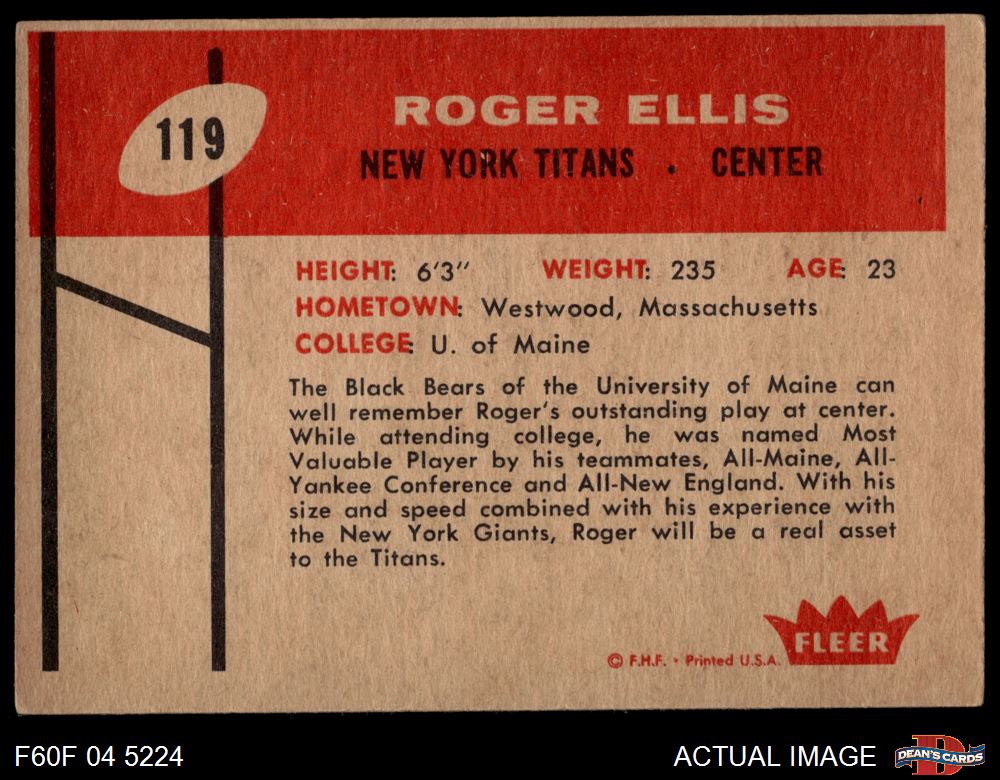 119
ROGER ELLIS
NEW YORK TITANS . CENTER
HEIGHT: 6'3" WEIGHT: 235 AGE: 23
HOMETOWN: Westwood, Massachusetts
COLLEGE: U. of Maine
The Black Bears of the University of Maine can
well remember Roger's outstanding play at center.
While attending college, he was named Most
Valuable Player by his teammates, All-Maine, All-
Yankee Conference and All-New England. With his
size and speed combined with his experience with
the New York Giants, Roger will be a real asset
to the Titans.
FLEER
© F.H.F. • Printed U.S.A.
F60F 04 5224
ACTUAL IMAGE
DEAN'S CARDS